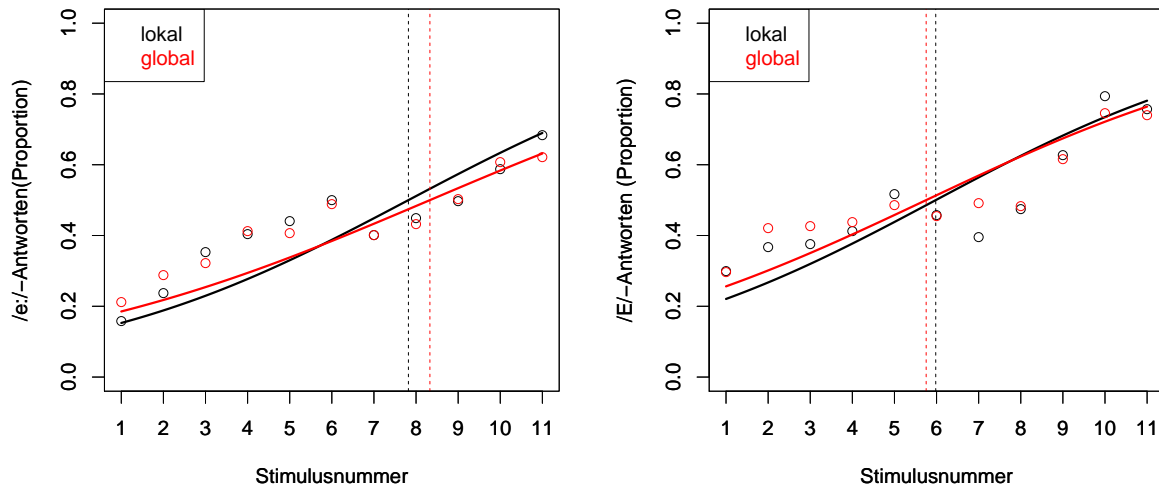 lokal
global
/e:/−Antworten(Proportion)
0.0 0.2 0.4 0.6 0.8 1.0
1 2 3 4 5 6 7 8 9 10 11
Stimulusnummer
lokal
global
/E/−Antworten (Proportion)
0.0 0.2 0.4 0.6 0.8 1.0
1 2 3 4 5 6 7 8 9 10 11
Stimulusnummer